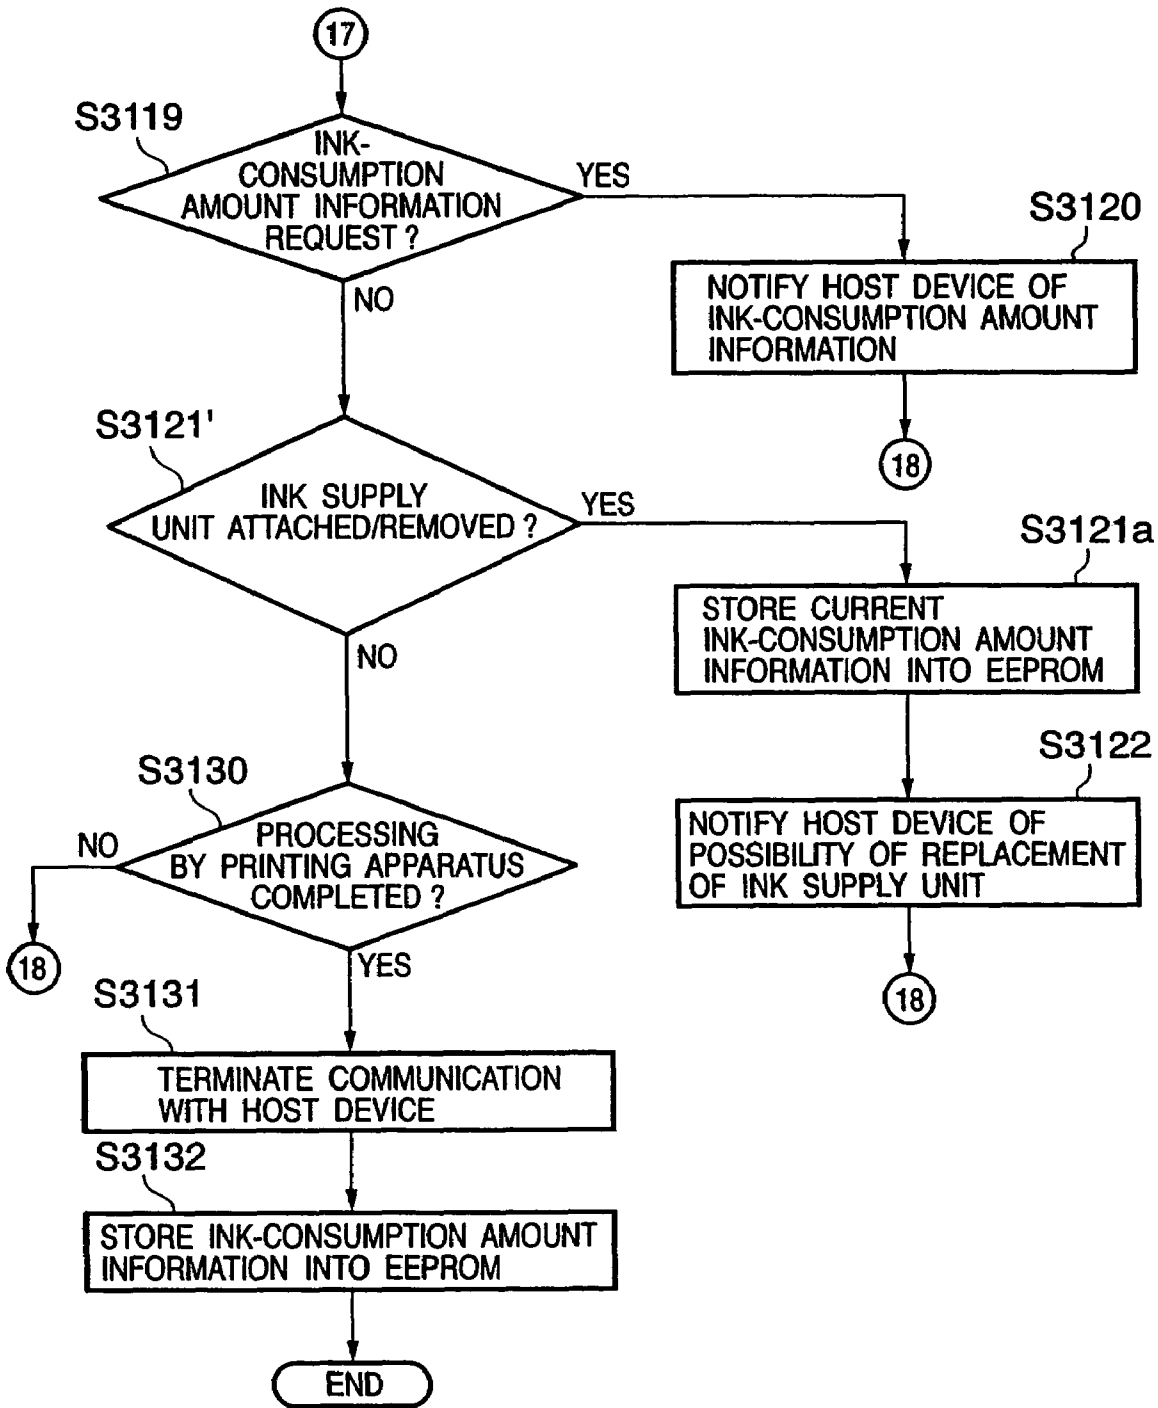 17
S3119
INK-
CONSUMPTION
AMOUNT INFORMATION
REQUEST ?
YES
NO
S3120
NOTIFY HOST DEVICE OF
INK-CONSUMPTION AMOUNT
INFORMATION
18
S3121'
INK SUPPLY
UNIT ATTACHED/REMOVED ?
YES
NO
S3121a
STORE CURRENT
INK-CONSUMPTION AMOUNT
INFORMATION INTO EEPROM
S3122
NOTIFY HOST DEVICE OF
POSSIBILITY OF REPLACEMENT
OF INK SUPPLY UNIT
18
S3130
PROCESSING
BY PRINTING APPARATUS
COMPLETED ?
NO
18
YES
S3131
TERMINATE COMMUNICATION
WITH HOST DEVICE
S3132
STORE INK-CONSUMPTION AMOUNT
INFORMATION INTO EEPROM
END